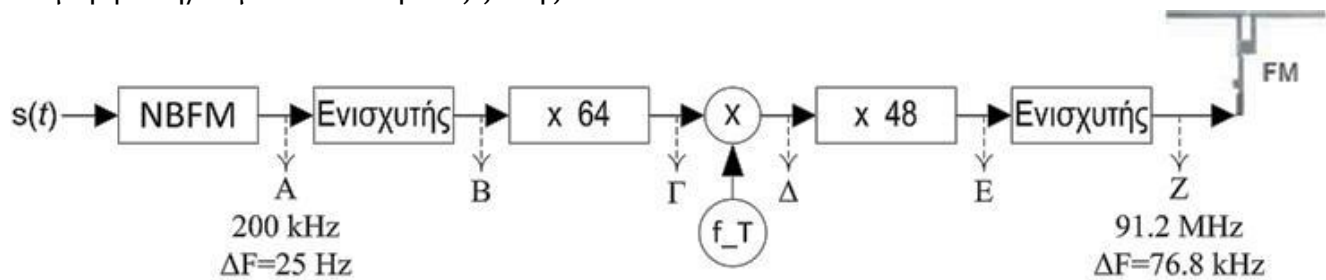 FM
s(t) NBFM Ενισχυτής x 64 X x 48 Ενισχυτής
A B Γ Δ E Z
200 kHz f_T 91.2 MHz
ΔF=25 Hz ΔF=76.8 kHz